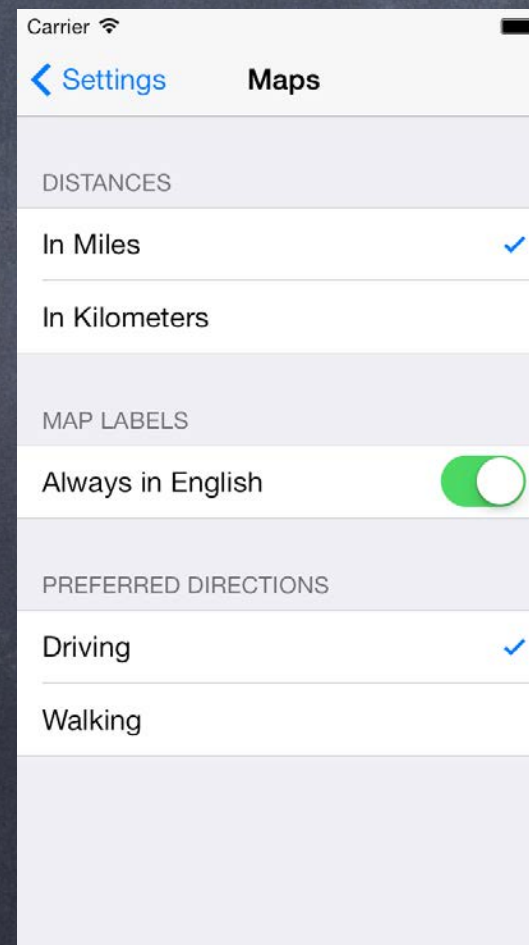 Carrier
Settings Maps
DISTANCES
In Miles
In Kilometers
MAP LABELS
Always in English
PREFERRED DIRECTIONS
Driving
Walking